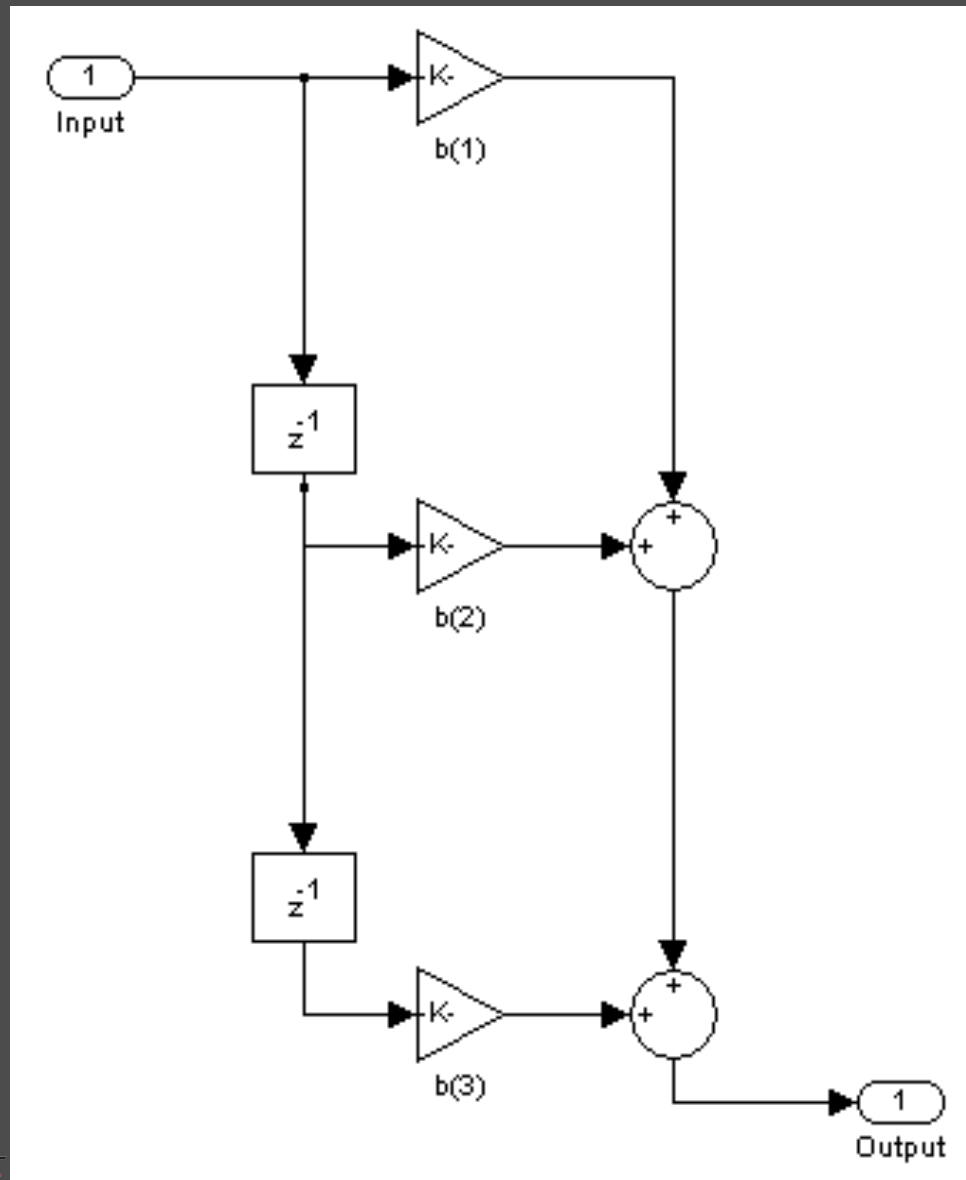 1
Input
-K-
b(1)
z-1
-K-
+
+
b(2)
z-1
-K-
+
+
b(3)
1
Output